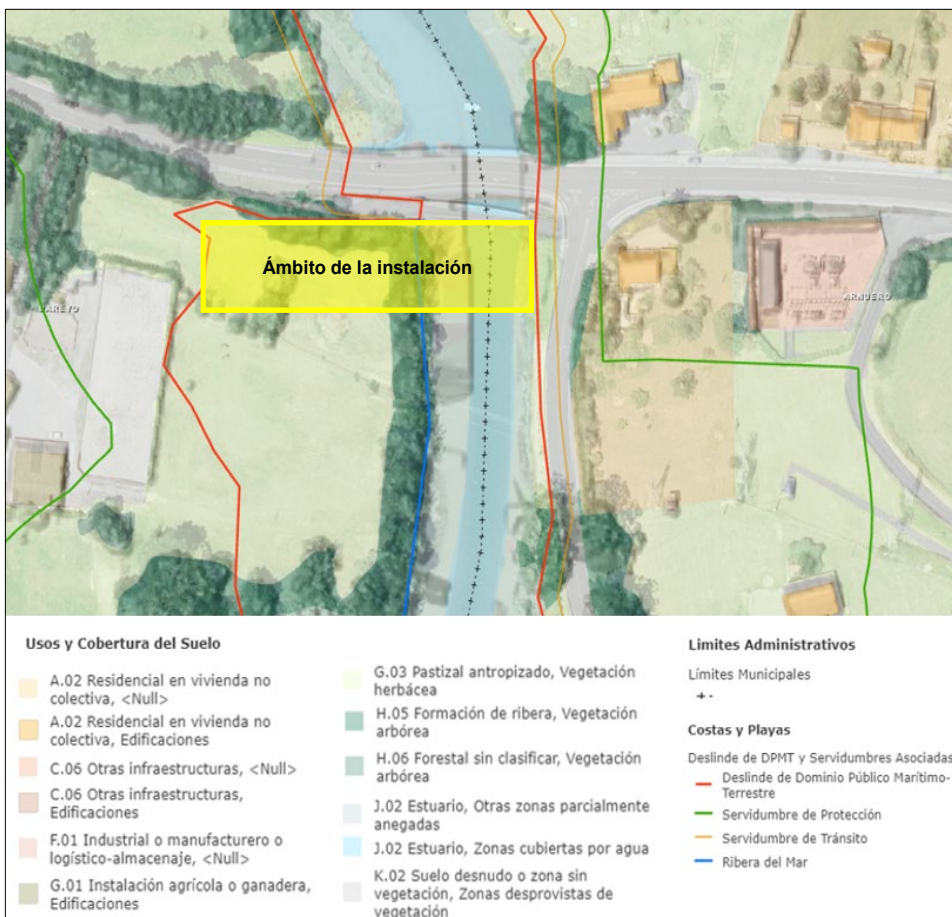 Ámbito de la instalación
BAREYO
ARNUERO
Usos y Cobertura del Suelo
A.02 Residencial en vivienda no
colectiva, <Null>
A.02 Residencial en vivienda no
colectiva, Edificaciones
C.06 Otras infraestructuras, <Null>
C.06 Otras infraestructuras,
Edificaciones
F.01 Industrial o manufacturero o
logístico-almacenaje, <Null>
G.01 Instalación agrícola o ganadera,
Edificaciones
G.03 Pastizal antropizado, Vegetación
herbácea
H.05 Formación de ribera, Vegetación
arbórea
H.06 Forestal sin clasificar, Vegetación
arbórea
J.02 Estuario, Otras zonas parcialmente
anegadas
J.02 Estuario, Zonas cubiertas por agua
K.02 Suelo desnudo o zona sin
vegetación, Zonas desprovistas de
vegetación
Limites Administrativos
Límites Municipales
Costas y Playas
Deslinde de DPMT y Servidumbres Asociadas
Deslinde de Dominio Público Marítimo-
Terrestre
Servidumbre de Protección
Servidumbre de Tránsito
Ribera del Mar